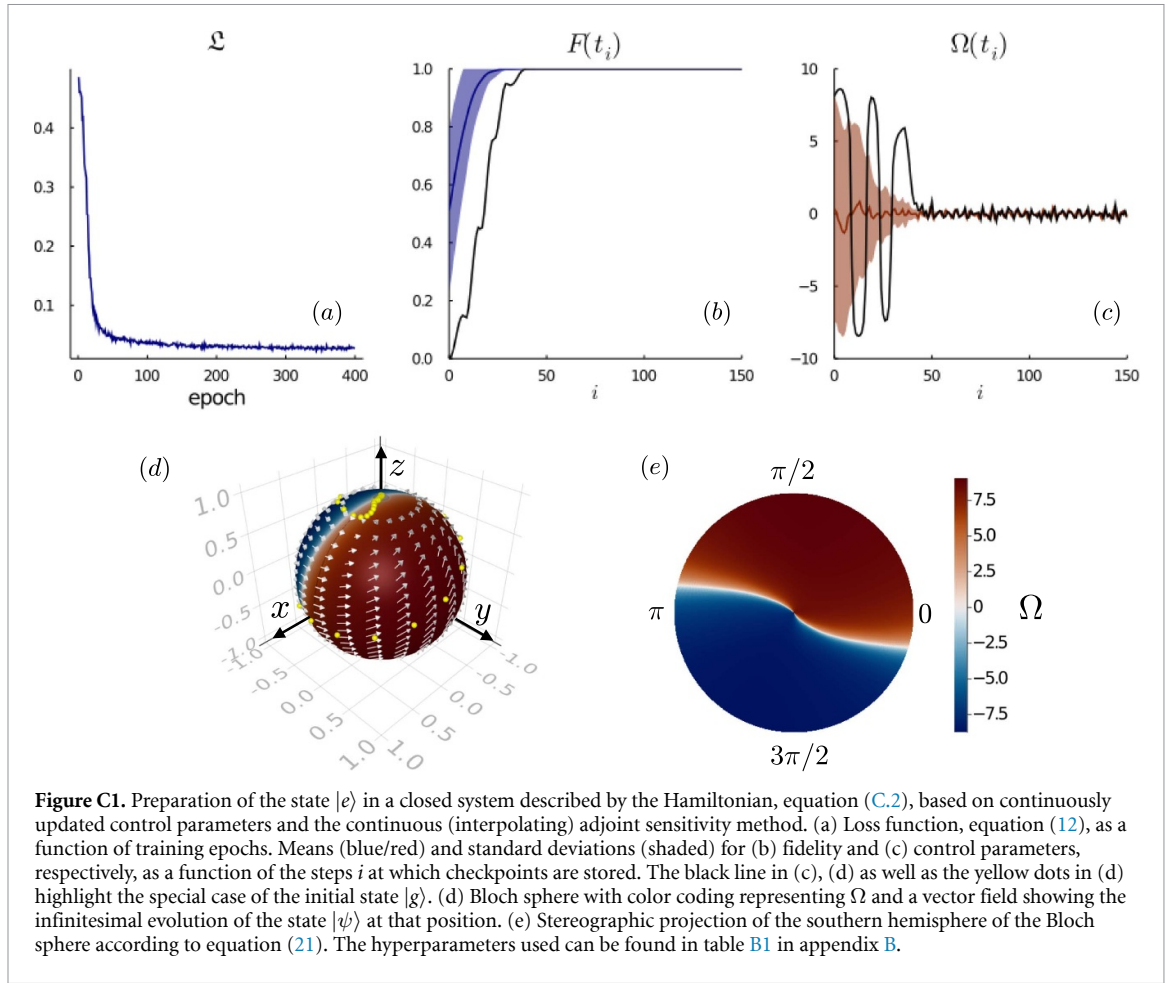 𝔏
F(t_i)
Ω(t_i)
0.4
0.3
0.2
0.1
0
100
200
300
400
epoch
(a)
1.0
0.8
0.6
0.4
0.2
0.0
0
50
100
150
i
(b)
10
5
0
−5
−10
0
50
100
150
i
(c)
(d)
z
x
y
1.0
0.5
0.0
-0.5
-1.0
-1.0
-0.5
0.0
0.5
1.0
-1.0
-0.5
0.0
0.5
1.0
(e)
π/2
π
0
3π/2
7.5
5.0
2.5
0
−2.5
−5.0
−7.5
Ω
Figure C1. Preparation of the state |e⟩ in a closed system described by the Hamiltonian, equation (C.2), based on continuously
updated control parameters and the continuous (interpolating) adjoint sensitivity method. (a) Loss function, equation (12), as a
function of training epochs. Means (blue/red) and standard deviations (shaded) for (b) fidelity and (c) control parameters,
respectively, as a function of the steps i at which checkpoints are stored. The black line in (c), (d) as well as the yellow dots in (d)
highlight the special case of the initial state |g⟩. (d) Bloch sphere with color coding representing Ω and a vector field showing the
infinitesimal evolution of the state |ψ⟩ at that position. (e) Stereographic projection of the southern hemisphere of the Bloch
sphere according to equation (21). The hyperparameters used can be found in table B1 in appendix B.